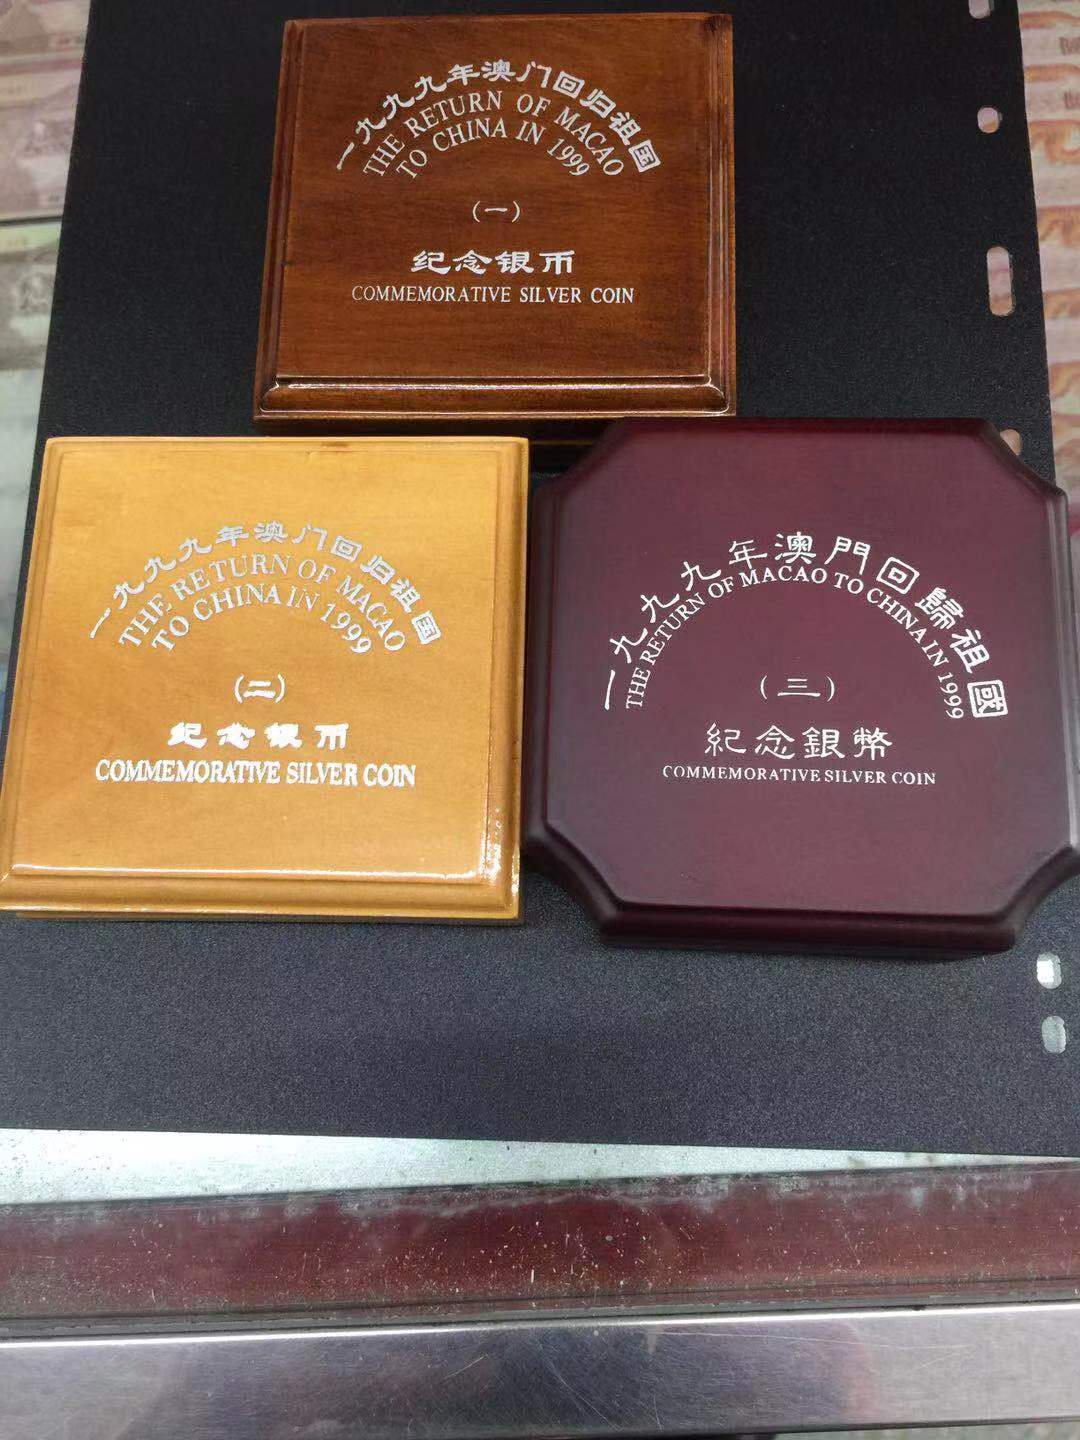 一九九九年澳门回归祖国
THE RETURN OF MACAO
TO CHINA IN 1999
(一)
纪念银币
COMMEMORATIVE SILVER COIN
一九九九年澳门回归祖国
THE RETURN OF MACAO
TO CHINA IN 1999
(二)
纪念银币
COMMEMORATIVE SILVER COIN
一九九九年澳門回歸祖國
THE RETURN OF MACAO TO CHINA IN 1999
(三)
紀念銀幣
COMMEMORATIVE SILVER COIN